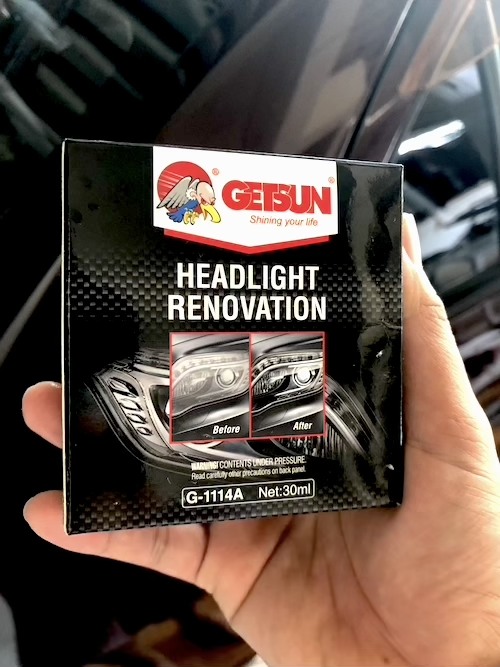 GETSUN
Shining your life
HEADLIGHT
RENOVATION
Before
After
WARNING! CONTENTS UNDER PRESSURE.
Read carefully other precautions on back panel.
G-1114A Net:30ml